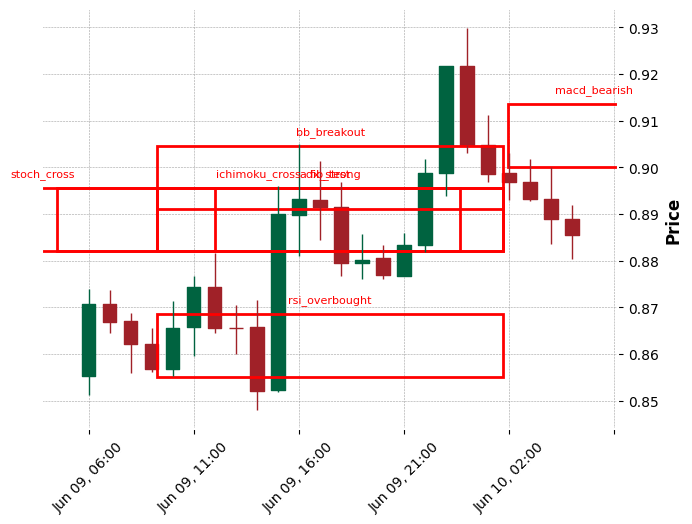 0.93
0.92
macd_bearish
0.91
bb_breakout
0.90
stoch_cross
ichimoku_cross
0.89
Price
0.88
0.87
rsi_overbought
0.86
0.85
Jun 09, 06:00
Jun 09, 11:00
Jun 09, 16:00
Jun 09, 21:00
Jun 10, 02:00